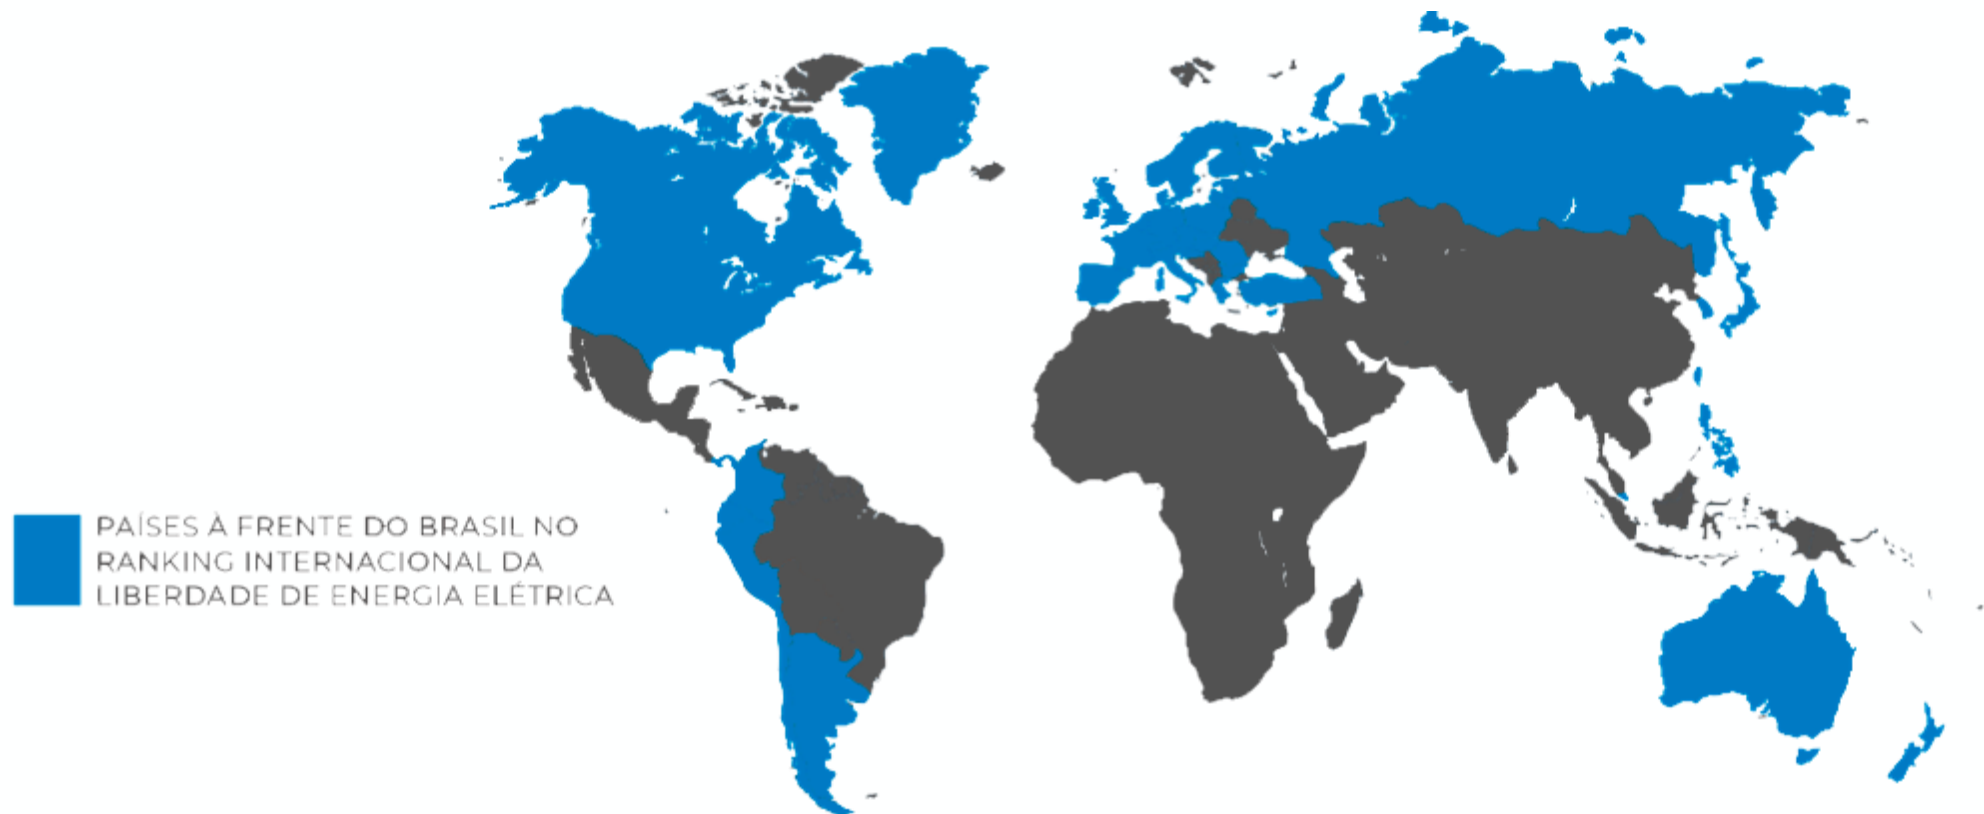 PAÍSES À FRENTE DO BRASIL NO
RANKING INTERNACIONAL DA
LIBERDADE DE ENERGIA ELÉTRICA